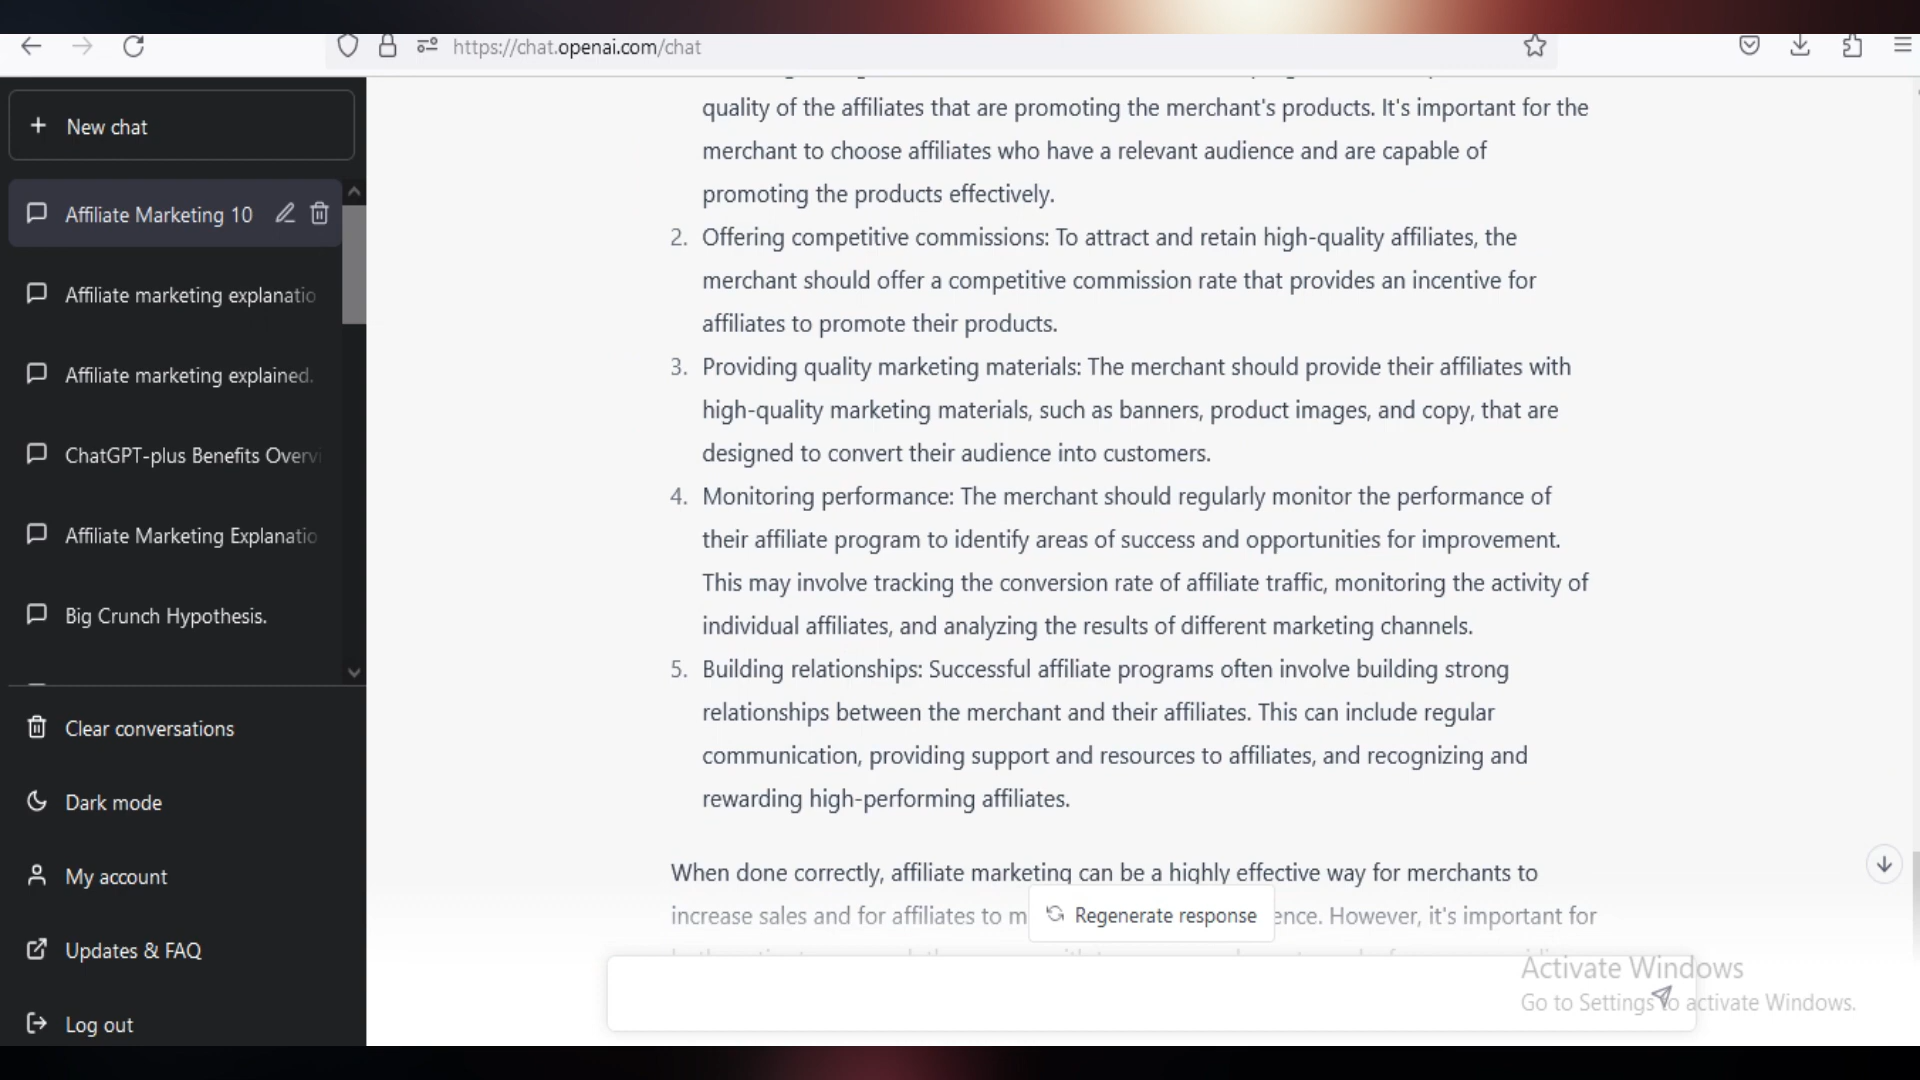 https://chat.openai.com/chat
New chat
Affiliate Marketing 10
Affiliate marketing explanatio
Affiliate marketing explained.
ChatGPT-plus Benefits Overv
Affiliate Marketing Explanatio
Big Crunch Hypothesis.
Clear conversations
Dark mode
My account
Updates & FAQ
Log out
quality of the affiliates that are promoting the merchant's products. It's important for the
merchant to choose affiliates who have a relevant audience and are capable of
promoting the products effectively.
2. Offering competitive commissions: To attract and retain high-quality affiliates, the
merchant should offer a competitive commission rate that provides an incentive for
affiliates to promote their products.
3. Providing quality marketing materials: The merchant should provide their affiliates with
high-quality marketing materials, such as banners, product images, and copy, that are
designed to convert their audience into customers.
4. Monitoring performance: The merchant should regularly monitor the performance of
their affiliate program to identify areas of success and opportunities for improvement.
This may involve tracking the conversion rate of affiliate traffic, monitoring the activity of
individual affiliates, and analyzing the results of different marketing channels.
5. Building relationships: Successful affiliate programs often involve building strong
relationships between the merchant and their affiliates. This can include regular
communication, providing support and resources to affiliates, and recognizing and
rewarding high-performing affiliates.
When done correctly, affiliate marketing can be a highly effective way for merchants to
increase sales and for affiliates to m ence. However, it's important for
Regenerate response
Activate Windows
Go to Settings to activate Windows.